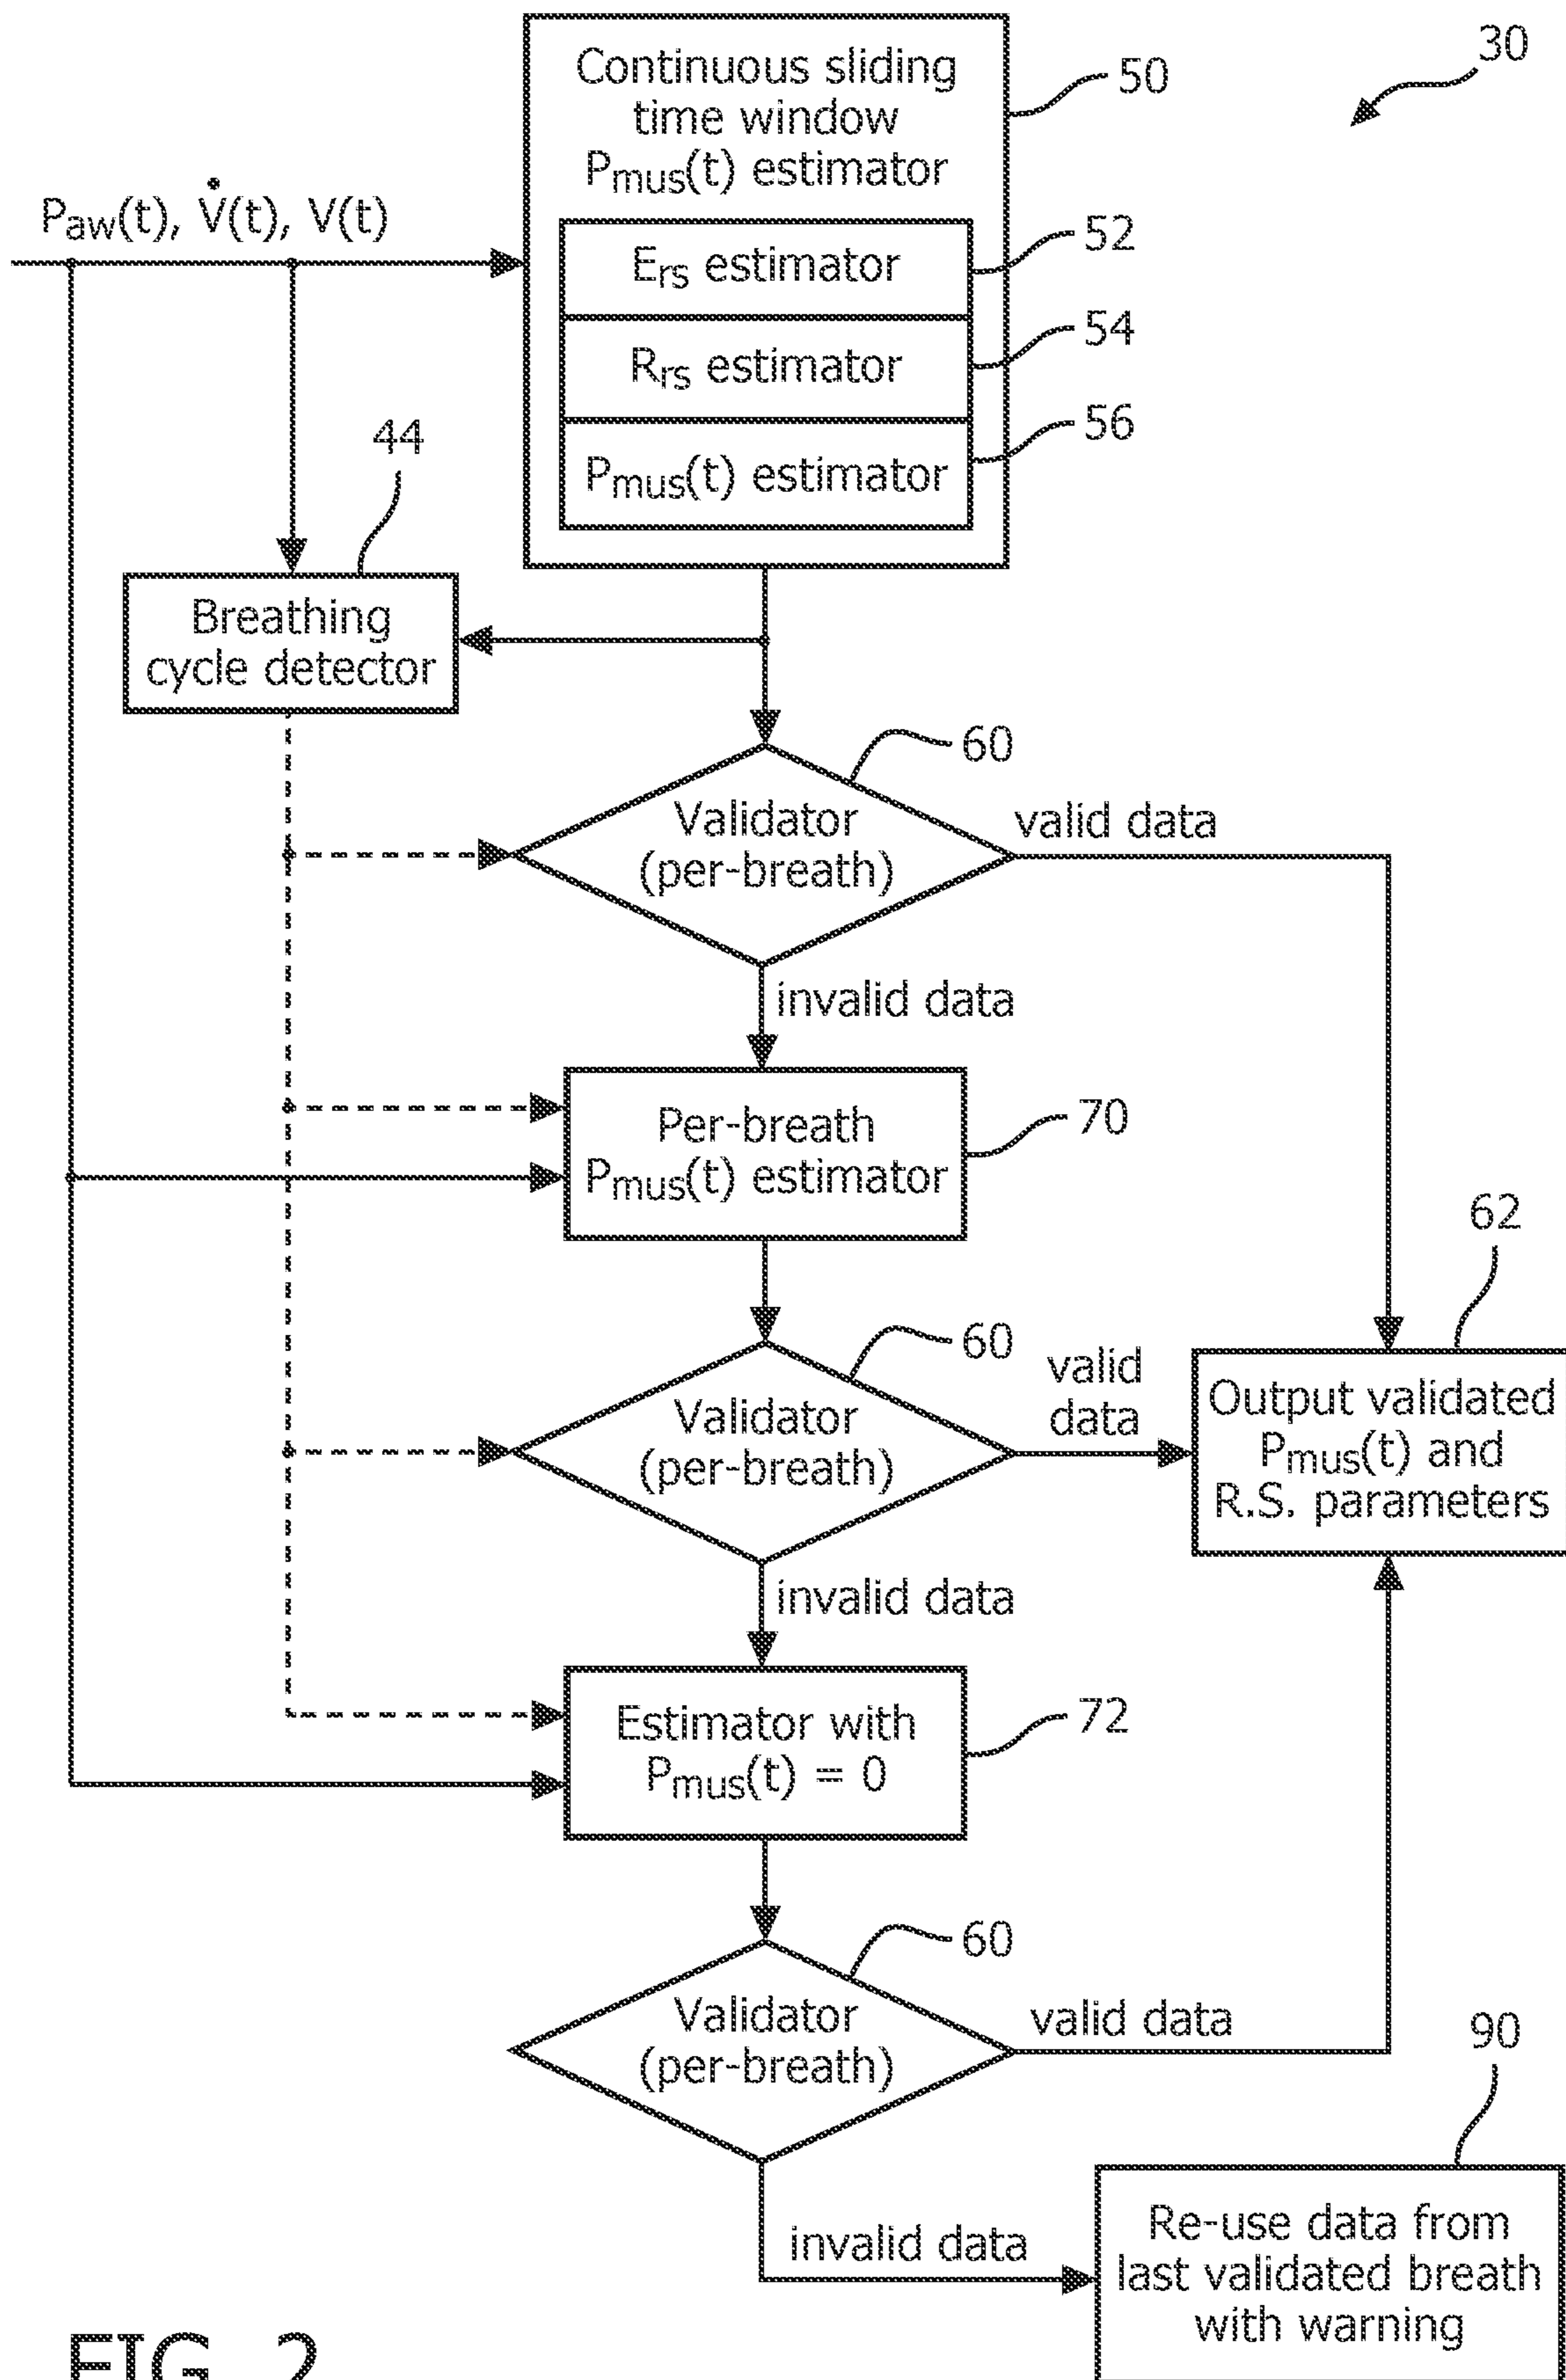 30
Continuous sliding
time window
Pmus(t) estimator
50
Paw(t), V̇(t), V(t)
Ers estimator
52
Rrs estimator
54
Pmus(t) estimator
56
44
Breathing
cycle detector
60
Validator
(per-breath)
valid data
invalid data
Per-breath
Pmus(t) estimator
70
62
60
Validator
(per-breath)
valid
data
Output validated
Pmus(t) and
R.S. parameters
invalid data
Estimator with
Pmus(t) = 0
72
60
Validator
(per-breath)
valid data
90
invalid data
Re-use data from
last validated breath
with warning
FIG. 2